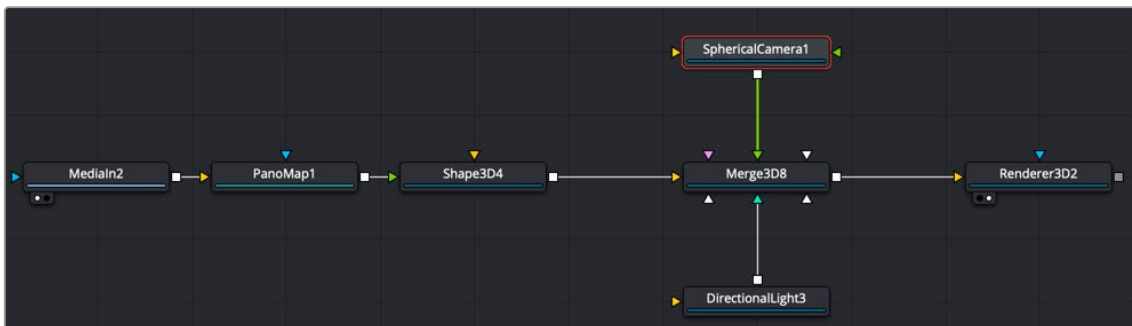 SphericalCamera1
MediaIn2
PanoMap1
Shape3D4
Merge3D8
Renderer3D2
DirectionalLight3